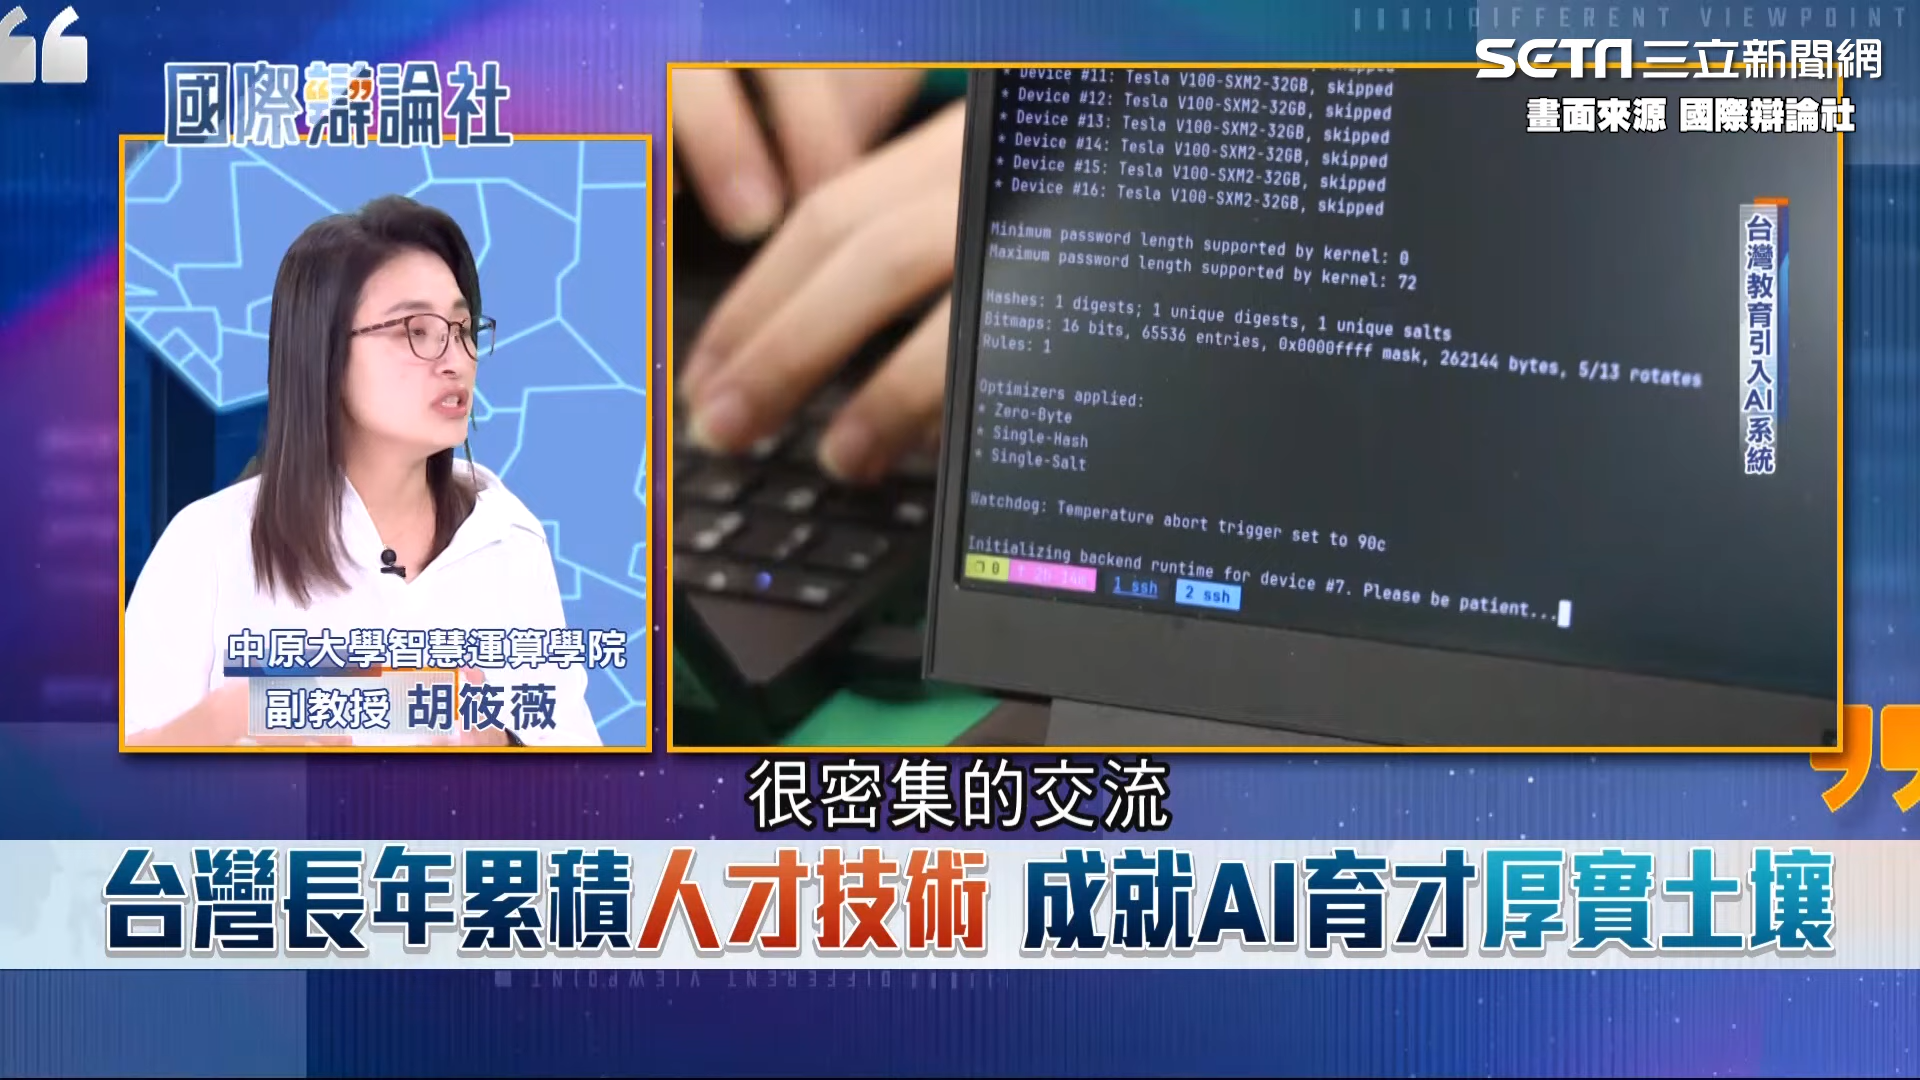 DIFFERENT VIEWPOINT
SETN三立新聞網
畫面來源 國際辯論社
國際辯論社
* Device #11: Tesla V100-SXM2-32GB, skipped
* Device #12: Tesla V100-SXM2-32GB, skipped
* Device #13: Tesla V100-SXM2-32GB, skipped
* Device #14: Tesla V100-SXM2-32GB, skipped
* Device #15: Tesla V100-SXM2-32GB, skipped
* Device #16: Tesla V100-SXM2-32GB, skipped
Minimum password length supported by kernel: 0
Maximum password length supported by kernel: 72
Hashes: 1 digests; 1 unique digests, 1 unique salts
Bitmaps: 16 bits, 65536 entries, 0x0000ffff mask, 262144 bytes, 5/13 rotates
Rules: 1
Optimizers applied:
* Zero-Byte
* Single-Hash
* Single-Salt
Watchdog: Temperature abort trigger set to 90c
Initializing backend runtime for device #7. Please be patient...
0
1 ssh
2 ssh
台灣教育引入AI系統
中原大學智慧運算學院
副教授 胡筱薇
很密集的交流
台灣長年累積人才技術 成就AI育才厚實土壤
DIFFERENT VIEWPOINT